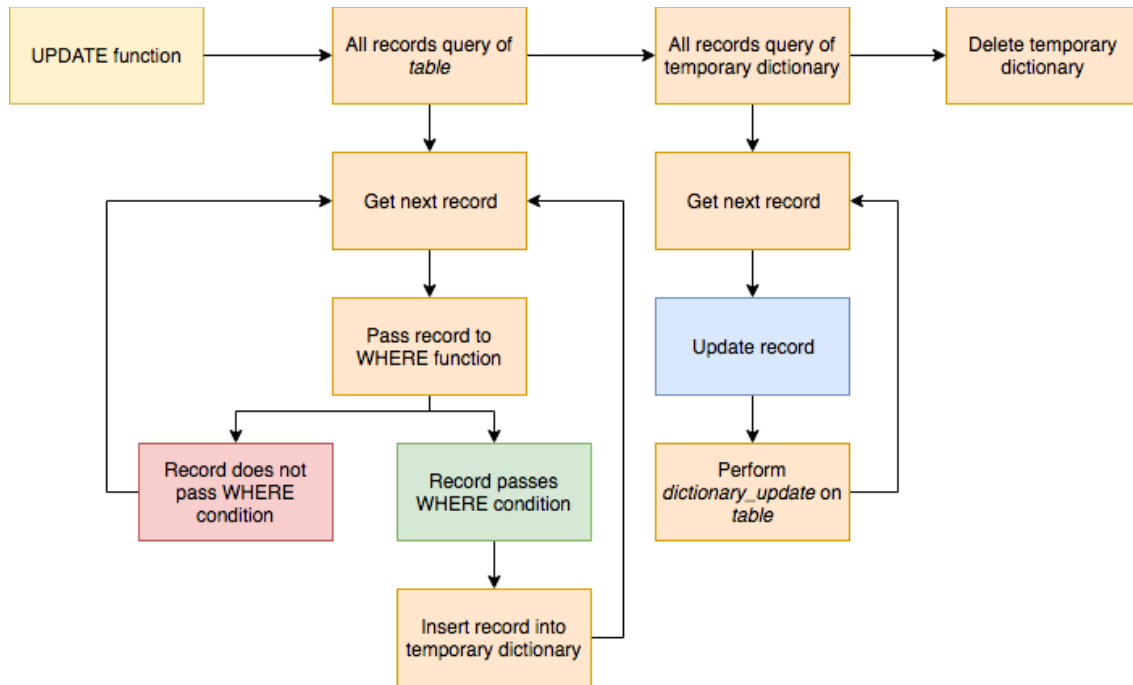 UPDATE function
All records query of
table
All records query of
temporary dictionary
Delete temporary
dictionary
Get next record
Get next record
Pass record to
WHERE function
Update record
Record does not
pass WHERE
condition
Record passes
WHERE condition
Perform
dictionary_update on
table
Insert record into
temporary dictionary